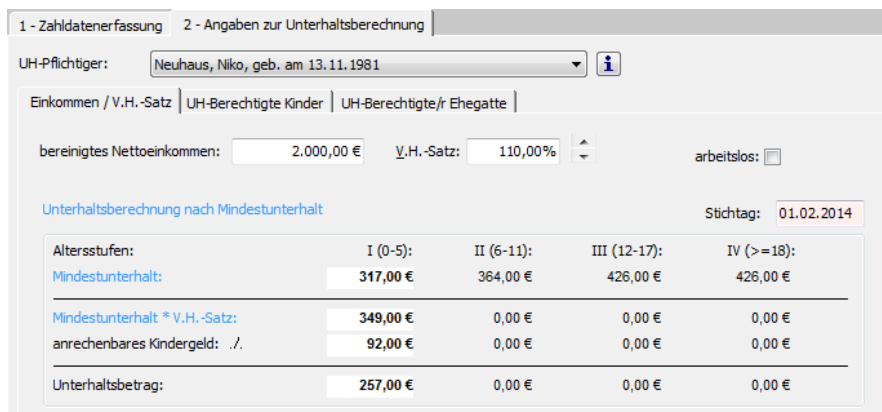 1 - Zahldatenerfassung 2 - Angaben zur Unterhaltsberechnung
UH-Pflichtiger: Neuhaus, Niko, geb. am 13.11.1981
Einkommen / V.H.-Satz UH-Berechtigte Kinder UH-Berechtigte/r Ehegatte
bereinigtes Nettoeinkommen: 2.000,00 € V.H.-Satz: 110,00% arbeitslos:
Unterhaltsberechnung nach Mindestunterhalt Stichtag: 01.02.2014
Altersstufen: I (0-5): II (6-11): III (12-17): IV (>=18):
Mindestunterhalt: 317,00 € 364,00 € 426,00 € 426,00 €
Mindestunterhalt * V.H.-Satz: 349,00 € 0,00 € 0,00 € 0,00 €
anrechenbares Kindergeld: ./. 92,00 € 0,00 € 0,00 € 0,00 €
Unterhaltsbetrag: 257,00 € 0,00 € 0,00 € 0,00 €